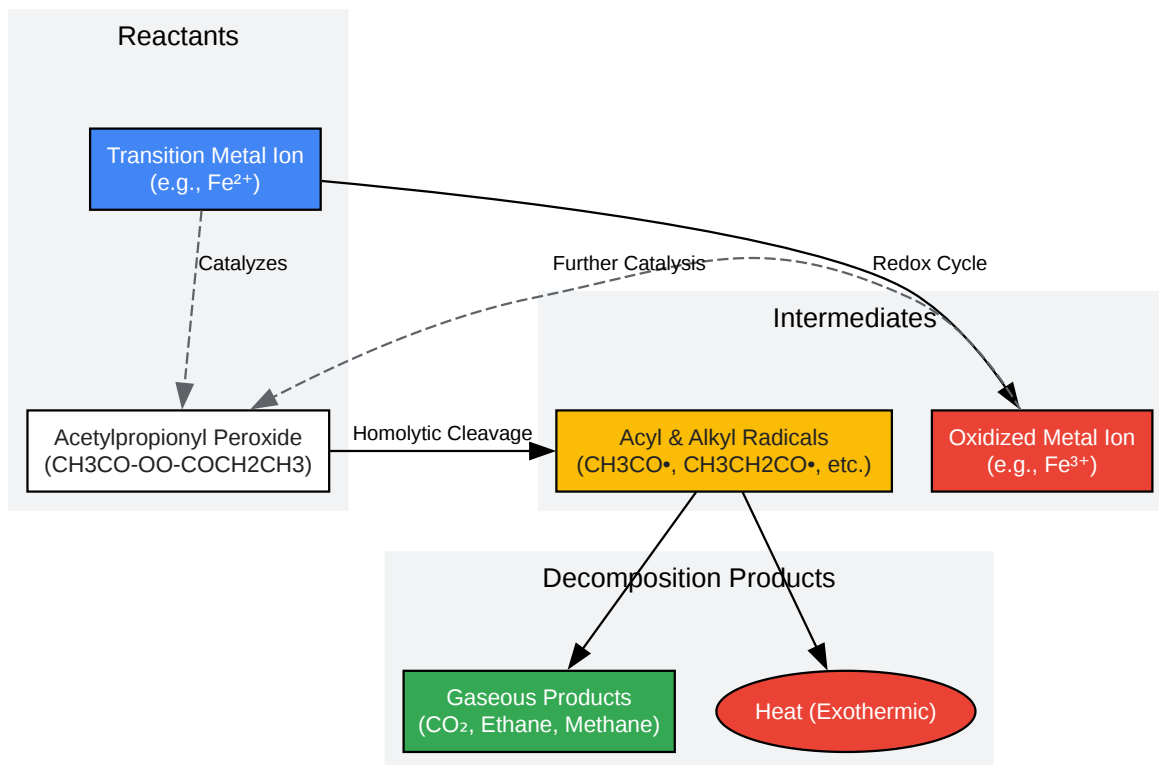 Reactants
Transition Metal Ion
(e.g., Fe²⁺)
Catalyzes
Further Catalysis
Redox Cycle
Intermediates
Acetylpropionyl Peroxide
(CH3CO-OO-COCH2CH3)
Homolytic Cleavage
Acyl & Alkyl Radicals
(CH3CO•, CH3CH2CO•, etc.)
Oxidized Metal Ion
(e.g., Fe³⁺)
Decomposition Products
Gaseous Products
(CO₂, Ethane, Methane)
Heat (Exothermic)